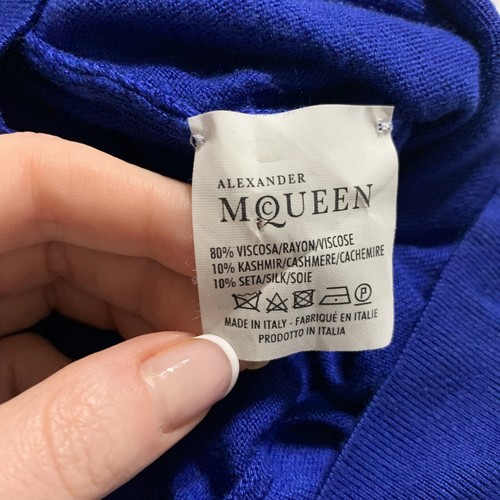 ALEXANDER
MCQUEEN
80% VISCOSA/RAYON/VISCOSE
10% KASHMIR/CASHMERE/CACHEMIRE
10% SETA/SILK/SOIE
P
MADE IN ITALY - FABRIQUÉ EN ITALIE
PRODOTTO IN ITALIA